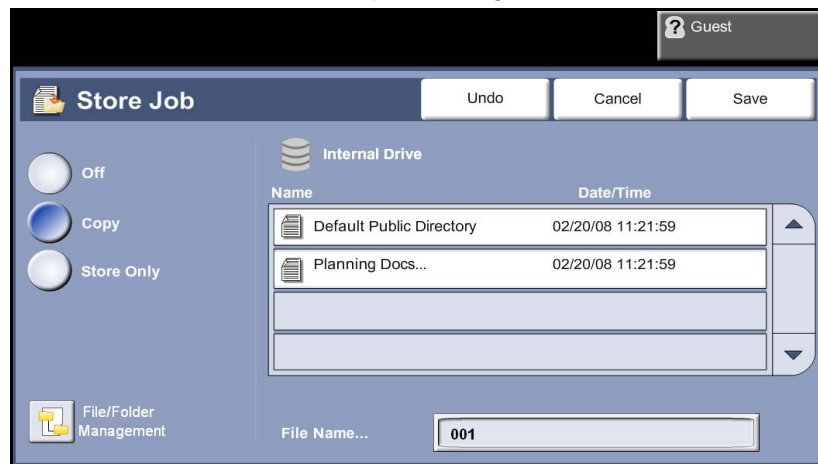 ? Guest
Store Job
Undo Cancel Save
Internal Drive
Off
Name Date/Time
Copy
Default Public Directory 02/20/08 11:21:59
Store Only
Planning Docs... 02/20/08 11:21:59
File/Folder
Management
File Name... 001